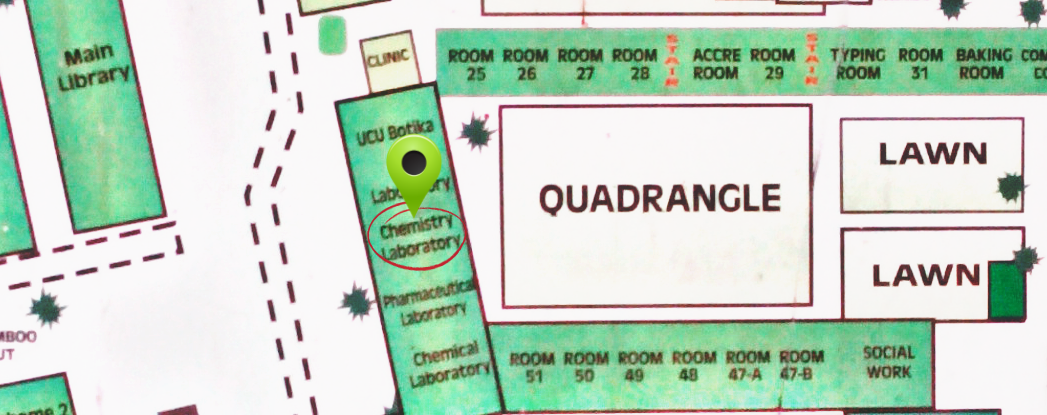 Main
Library
CLINIC
ROOM
25
ROOM
26
ROOM
27
ROOM
28
STAIR
ACCRE
ROOM
ROOM
29
STAIR
TYPING
ROOM
ROOM
31
BAKING
ROOM
UCU Botika
Laboratory
Chemistry
Laboratory
Pharmaceutical
Laboratory
Chemical
Laboratory
QUADRANGLE
LAWN
LAWN
ROOM
51
ROOM
50
ROOM
49
ROOM
48
ROOM
47-A
ROOM
47-B
SOCIAL
WORK